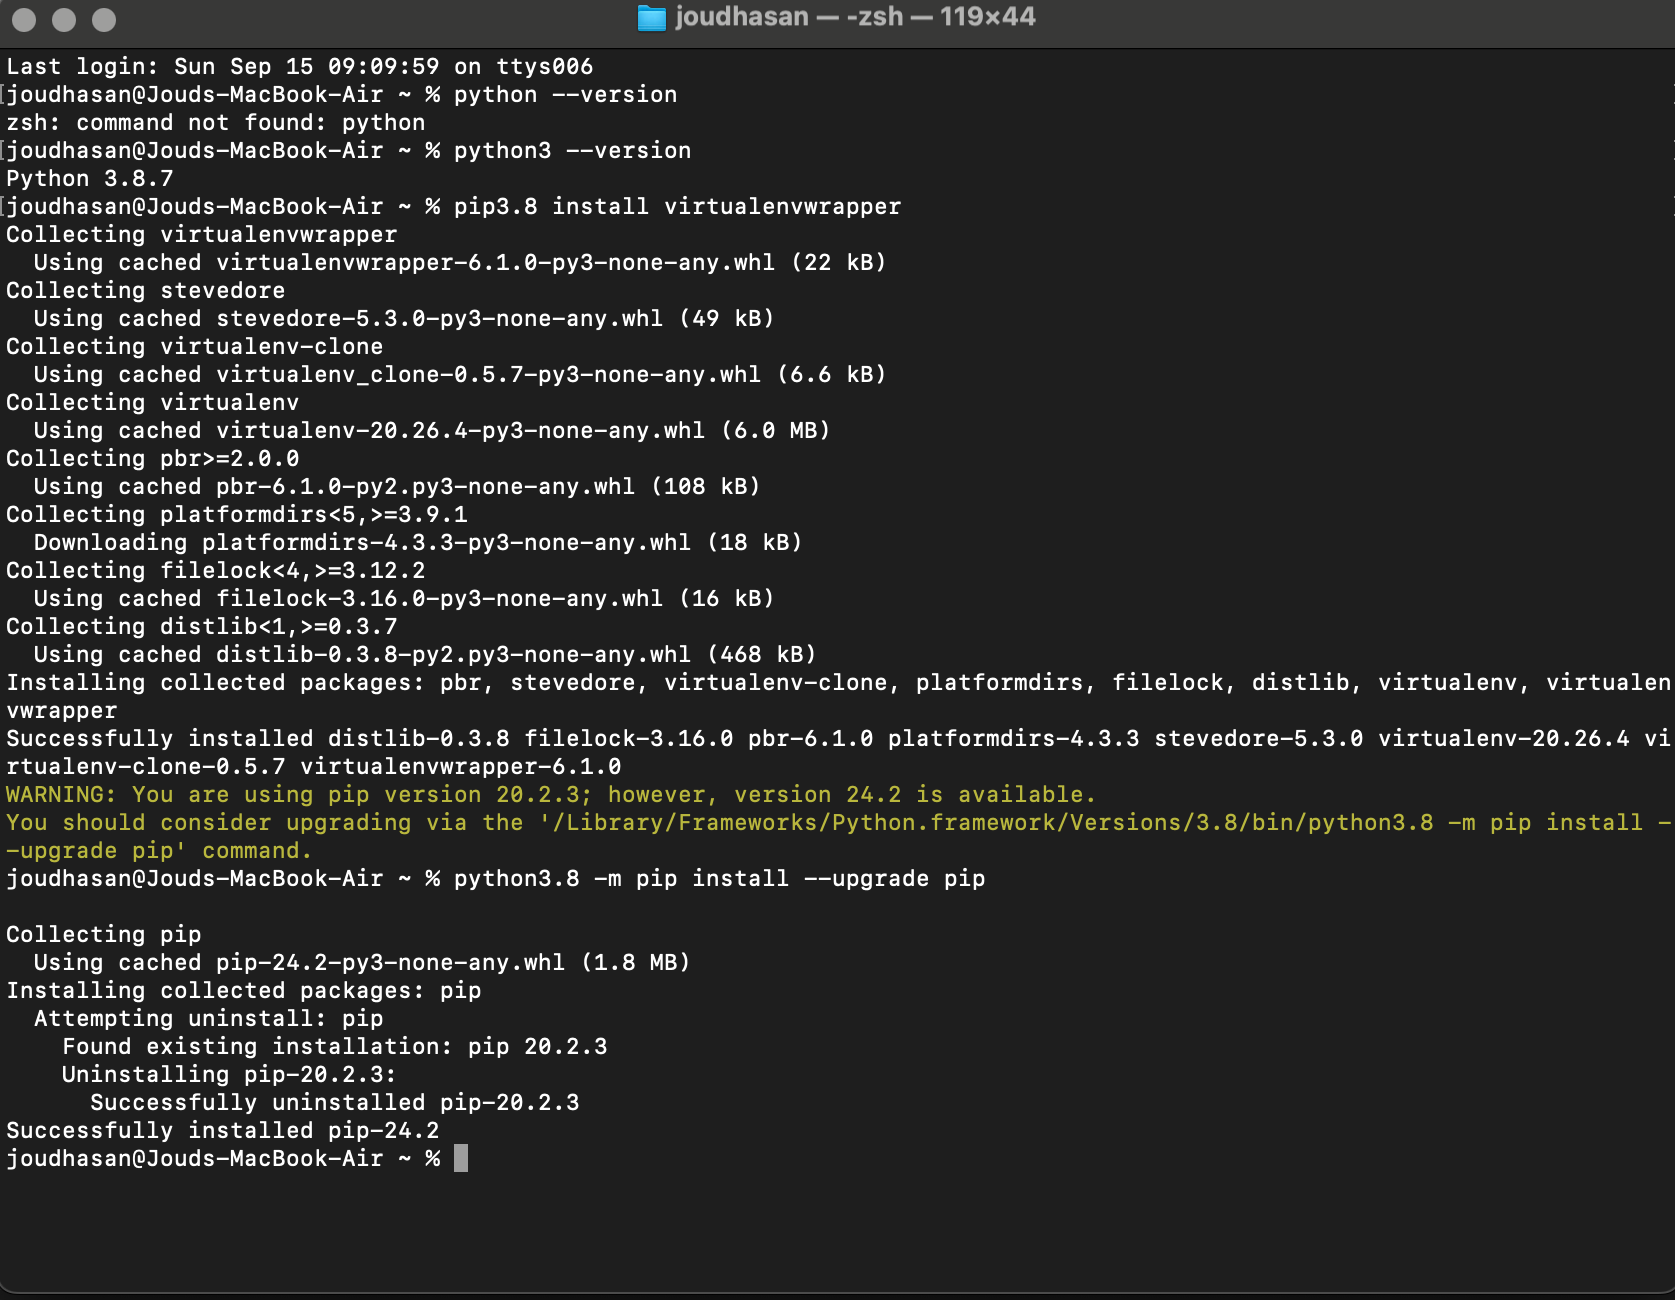 joudhasan — -zsh — 119×44
Last login: Sun Sep 15 09:09:59 on ttys006
[joudhasan@Jouds-MacBook-Air ~ % python --version
zsh: command not found: python
[joudhasan@Jouds-MacBook-Air ~ % python3 --version
Python 3.8.7
[joudhasan@Jouds-MacBook-Air ~ % pip3.8 install virtualenvwrapper
Collecting virtualenvwrapper
  Using cached virtualenvwrapper-6.1.0-py3-none-any.whl (22 kB)
Collecting stevedore
  Using cached stevedore-5.3.0-py3-none-any.whl (49 kB)
Collecting virtualenv-clone
  Using cached virtualenv_clone-0.5.7-py3-none-any.whl (6.6 kB)
Collecting virtualenv
  Using cached virtualenv-20.26.4-py3-none-any.whl (6.0 MB)
Collecting pbr>=2.0.0
  Using cached pbr-6.1.0-py2.py3-none-any.whl (108 kB)
Collecting platformdirs<5,>=3.9.1
  Downloading platformdirs-4.3.3-py3-none-any.whl (18 kB)
Collecting filelock<4,>=3.12.2
  Using cached filelock-3.16.0-py3-none-any.whl (16 kB)
Collecting distlib<1,>=0.3.7
  Using cached distlib-0.3.8-py2.py3-none-any.whl (468 kB)
Installing collected packages: pbr, stevedore, virtualenv-clone, platformdirs, filelock, distlib, virtualenv, virtualen
vwrapper
Successfully installed distlib-0.3.8 filelock-3.16.0 pbr-6.1.0 platformdirs-4.3.3 stevedore-5.3.0 virtualenv-20.26.4 vi
rtualenv-clone-0.5.7 virtualenvwrapper-6.1.0
WARNING: You are using pip version 20.2.3; however, version 24.2 is available.
You should consider upgrading via the '/Library/Frameworks/Python.framework/Versions/3.8/bin/python3.8 -m pip install -
-upgrade pip' command.
joudhasan@Jouds-MacBook-Air ~ % python3.8 -m pip install --upgrade pip
Collecting pip
  Using cached pip-24.2-py3-none-any.whl (1.8 MB)
Installing collected packages: pip
  Attempting uninstall: pip
    Found existing installation: pip 20.2.3
    Uninstalling pip-20.2.3:
      Successfully uninstalled pip-20.2.3
Successfully installed pip-24.2
joudhasan@Jouds-MacBook-Air ~ %